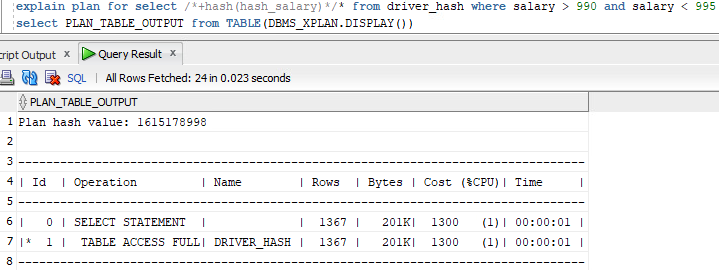 explain plan for select /*+hash(hash_salary)*/* from driver_hash where salary > 990 and salary < 995
select PLAN_TABLE_OUTPUT from TABLE(DBMS_XPLAN.DISPLAY())
cript Output × Query Result ×
SQL | All Rows Fetched: 24 in 0.023 seconds
PLAN_TABLE_OUTPUT
1 Plan hash value: 1615178998
2
3 --------------------------------------------------------------------------------
4 | Id | Operation | Name | Rows | Bytes | Cost (%CPU)| Time |
5 --------------------------------------------------------------------------------
6 | 0 | SELECT STATEMENT | | 1367 | 201K| 1300 (1)| 00:00:01 |
7 |* 1 | TABLE ACCESS FULL| DRIVER_HASH | 1367 | 201K| 1300 (1)| 00:00:01 |
8 --------------------------------------------------------------------------------